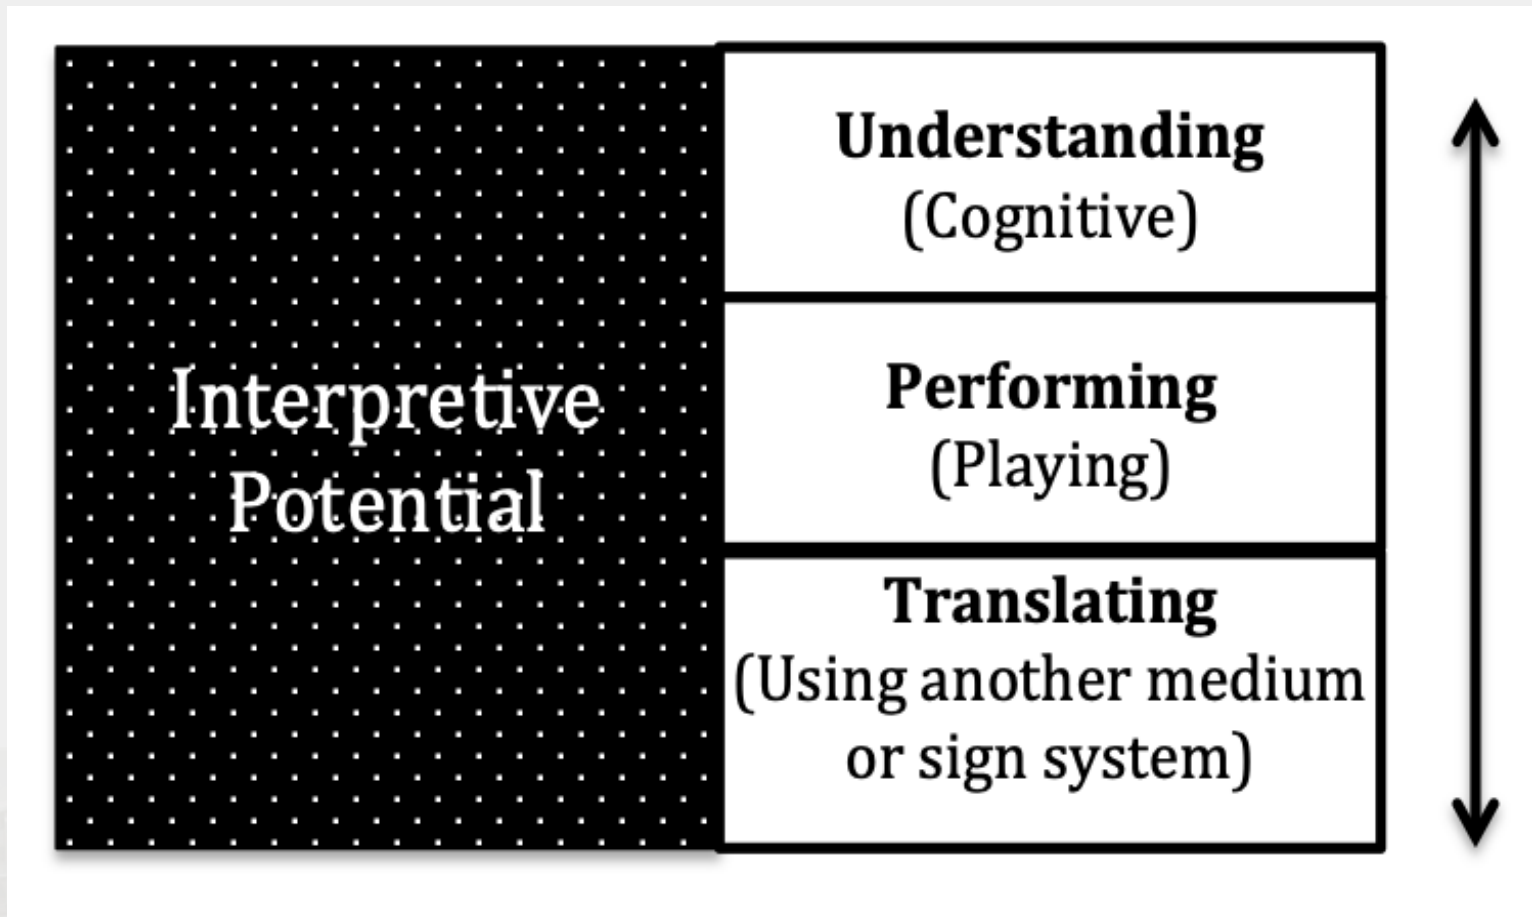 Interpretive
Potential
Understanding
(Cognitive)
Performing
(Playing)
Translating
(Using another medium
or sign system)